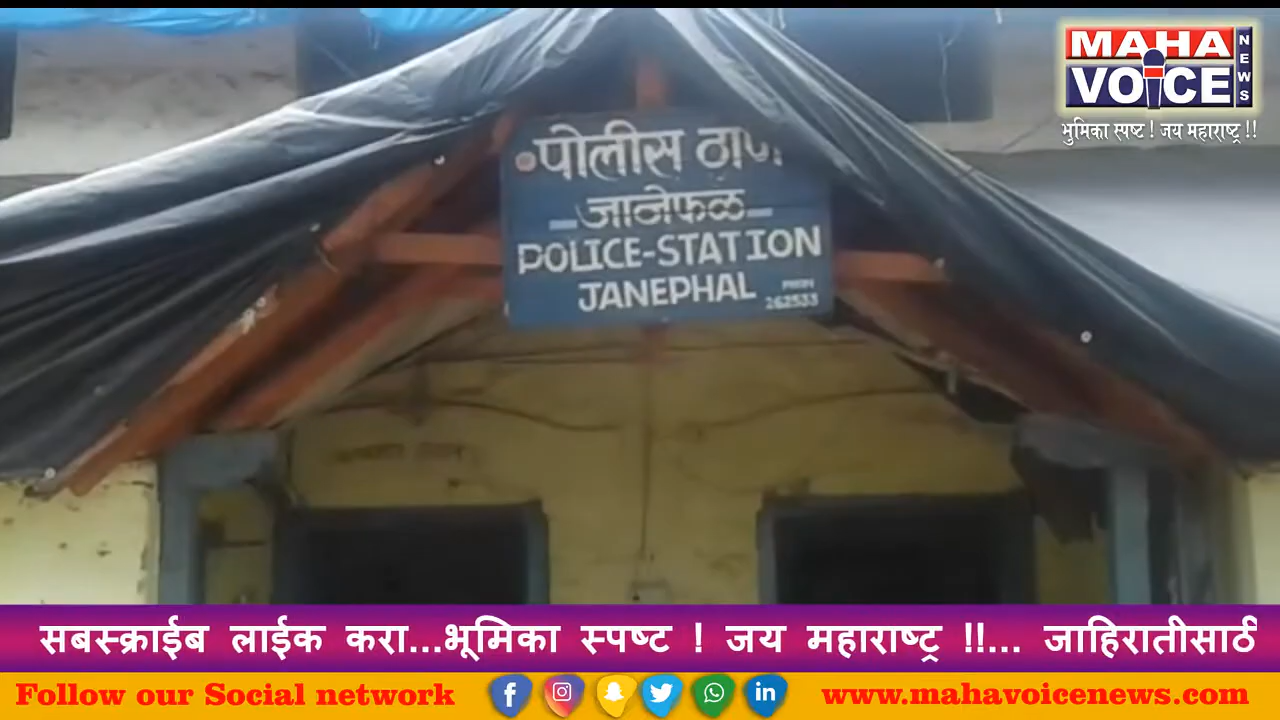 MAHA
VOICE
NEWS
भुमिका स्पष्ट ! जय महाराष्ट्र !!
पोलीस
जानेफळ
POLICE-STATION
JANEPHAL
262533
सबस्क्राईब लाईक करा...भूमिका स्पष्ट ! जय महाराष्ट्र !!... जाहिरातीसाठी
Follow our Social network
www.mahavoicenews.com